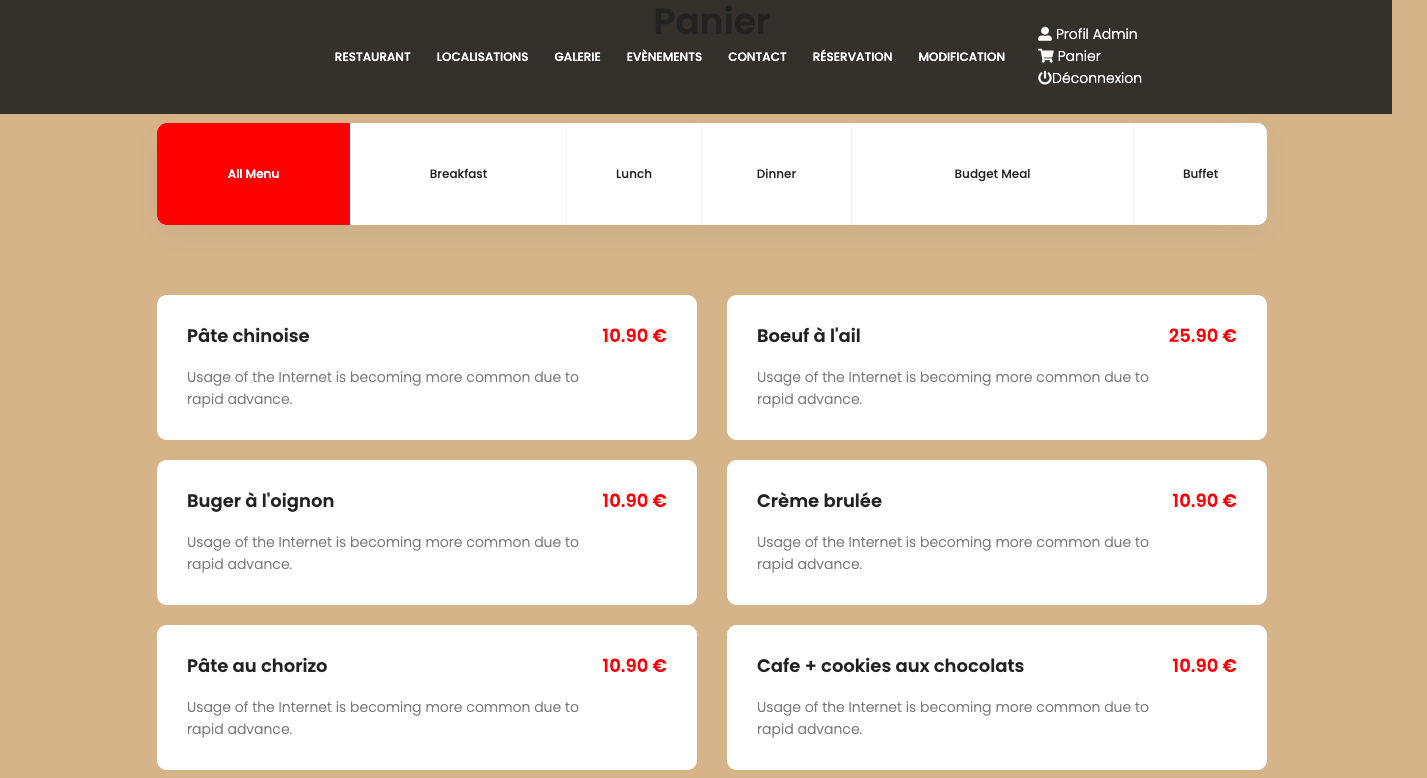 Panier
RESTAURANT LOCALISATIONS GALERIE EVÈNEMENTS CONTACT RÉSERVATION MODIFICATION
Profil Admin
Panier
Déconnexion
All Menu Breakfast Lunch Dinner Budget Meal Buffet
Pâte chinoise 10.90 €
Usage of the Internet is becoming more common due to
rapid advance.
Boeuf à l'ail 25.90 €
Usage of the Internet is becoming more common due to
rapid advance.
Buger à l'oignon 10.90 €
Usage of the Internet is becoming more common due to
rapid advance.
Crème brulée 10.90 €
Usage of the Internet is becoming more common due to
rapid advance.
Pâte au chorizo 10.90 €
Usage of the Internet is becoming more common due to
rapid advance.
Cafe + cookies aux chocolats 10.90 €
Usage of the Internet is becoming more common due to
rapid advance.